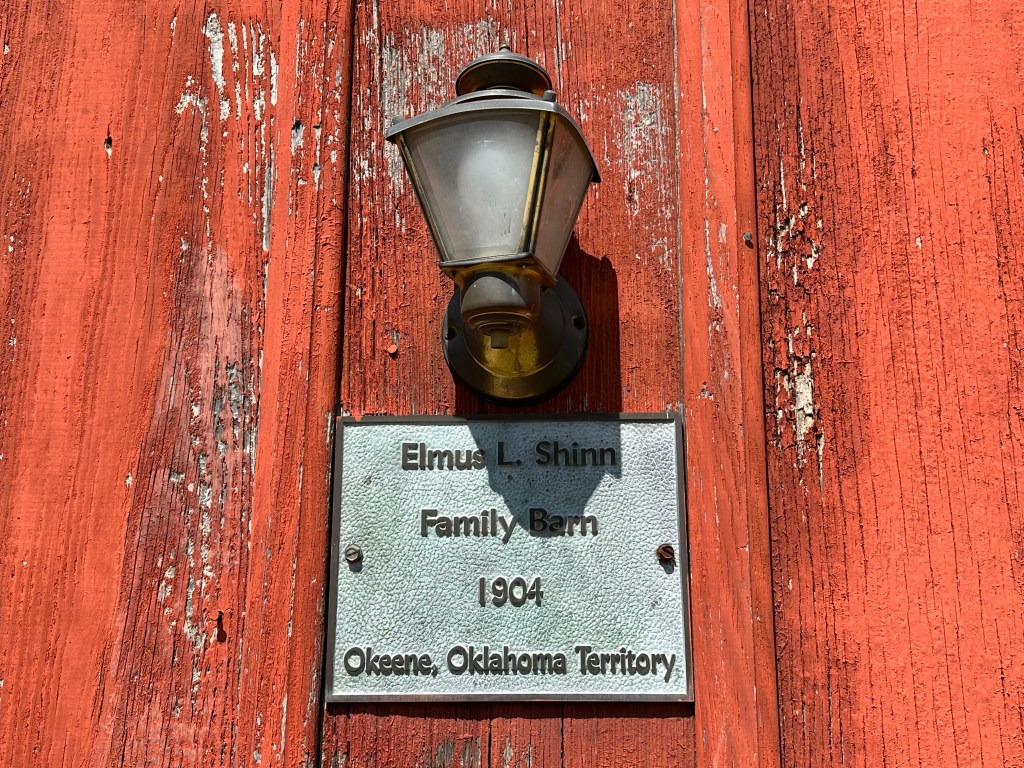 Elmus L. Shinn
Family Barn
1904
Okeene, Oklahoma Territory